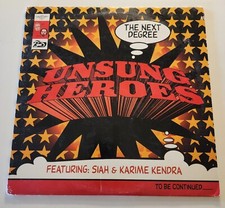 THE NEXT
DEGREE
UNSUNG
HEROES
FEATURING: SIAH & KARIME KENDRA
TO BE CONTINUED......